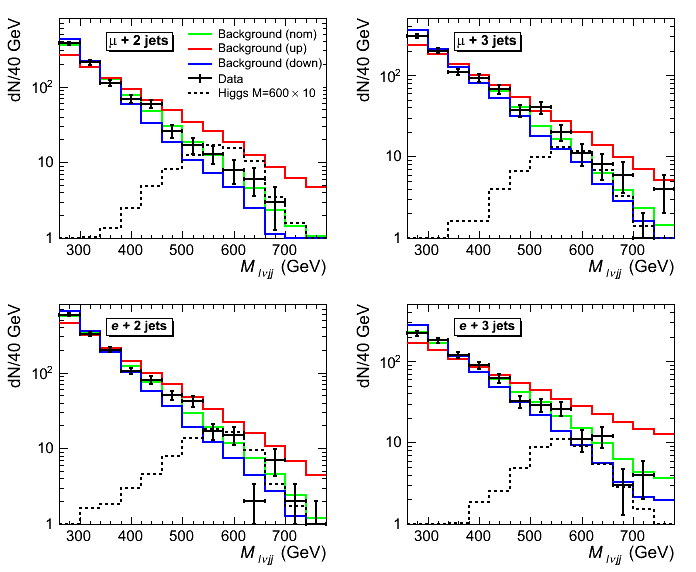 dN/40 GeV
μ + 2 jets
Background (nom)
Background (up)
Background (down)
Data
Higgs M=600 × 10
10²
10
1
300 400 500 600 700
M lνjj (GeV)
dN/40 GeV
μ + 3 jets
10²
10
1
300 400 500 600 700
M lνjj (GeV)
dN/40 GeV
e + 2 jets
10²
10
1
300 400 500 600 700
M lνjj (GeV)
dN/40 GeV
e + 3 jets
10²
10
1
300 400 500 600 700
M lνjj (GeV)